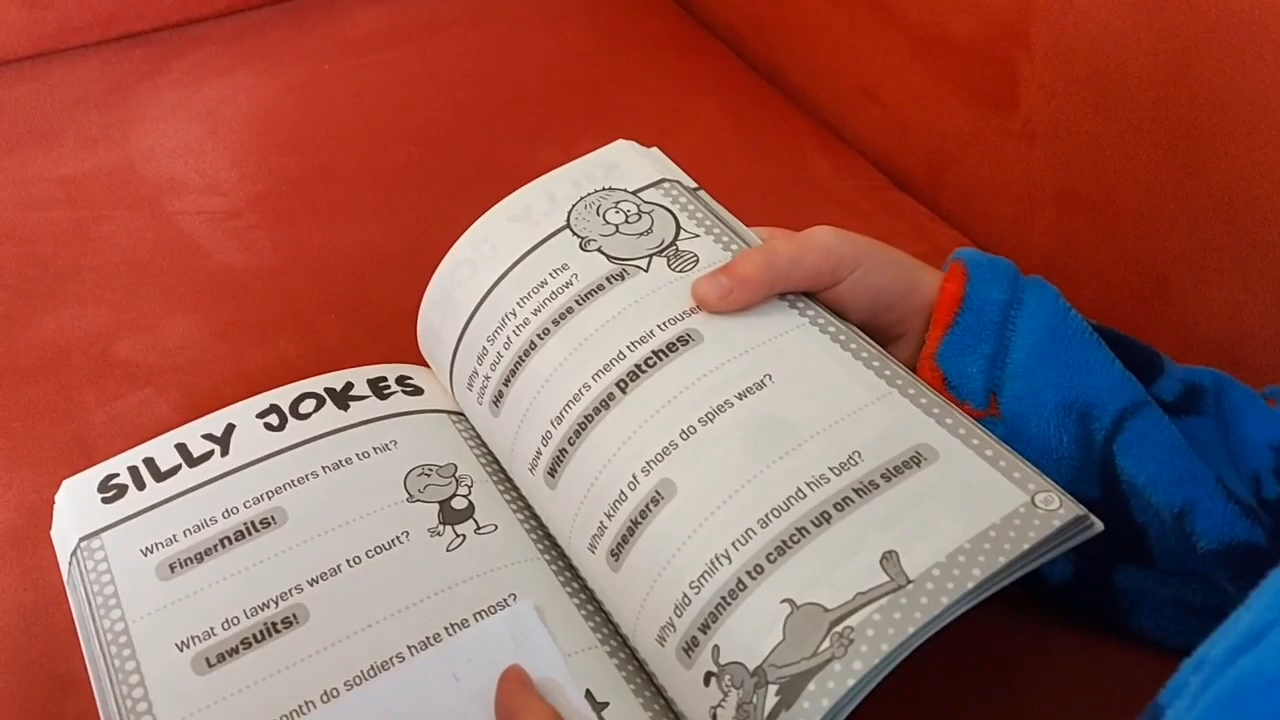 SILLY JOKES
What nails do carpenters hate to hit?
Fingernails!
What do lawyers wear to court?
Lawsuits!
month do soldiers hate the most?
Why did Smiffy throw the
clock out of the window?
He wanted to see time fly!
How do farmers mend their trouser
With cabbage patches!
What kind of shoes do spies wear?
Sneakers!
Why did Smiffy run around his bed?
He wanted to catch up on his sleep!